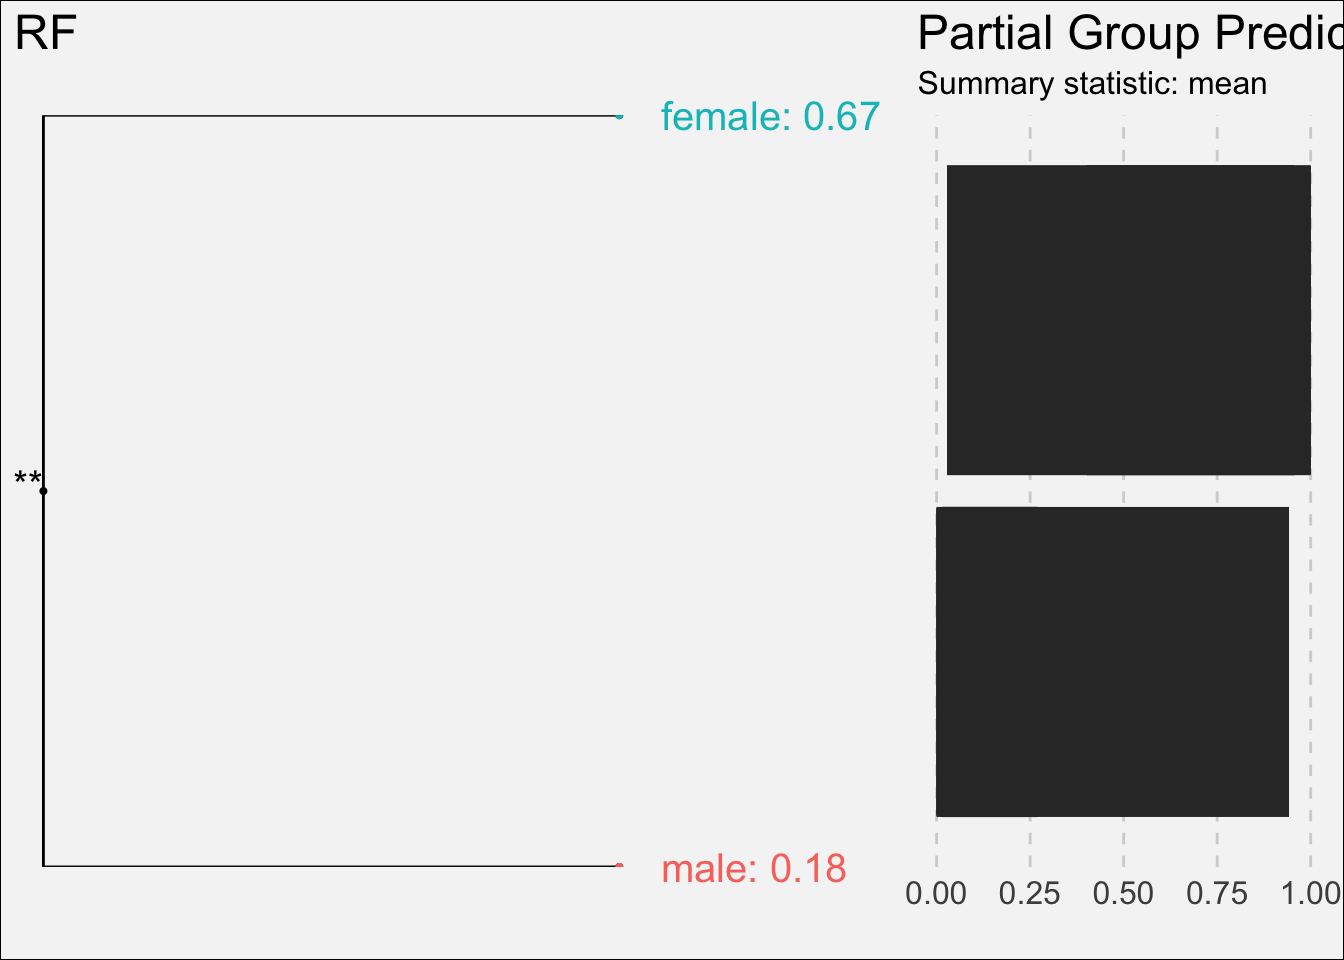 RF
Partial Group Predic
Summary statistic: mean
female: 0.67
**
male: 0.18
0.00 0.25 0.50 0.75 1.00